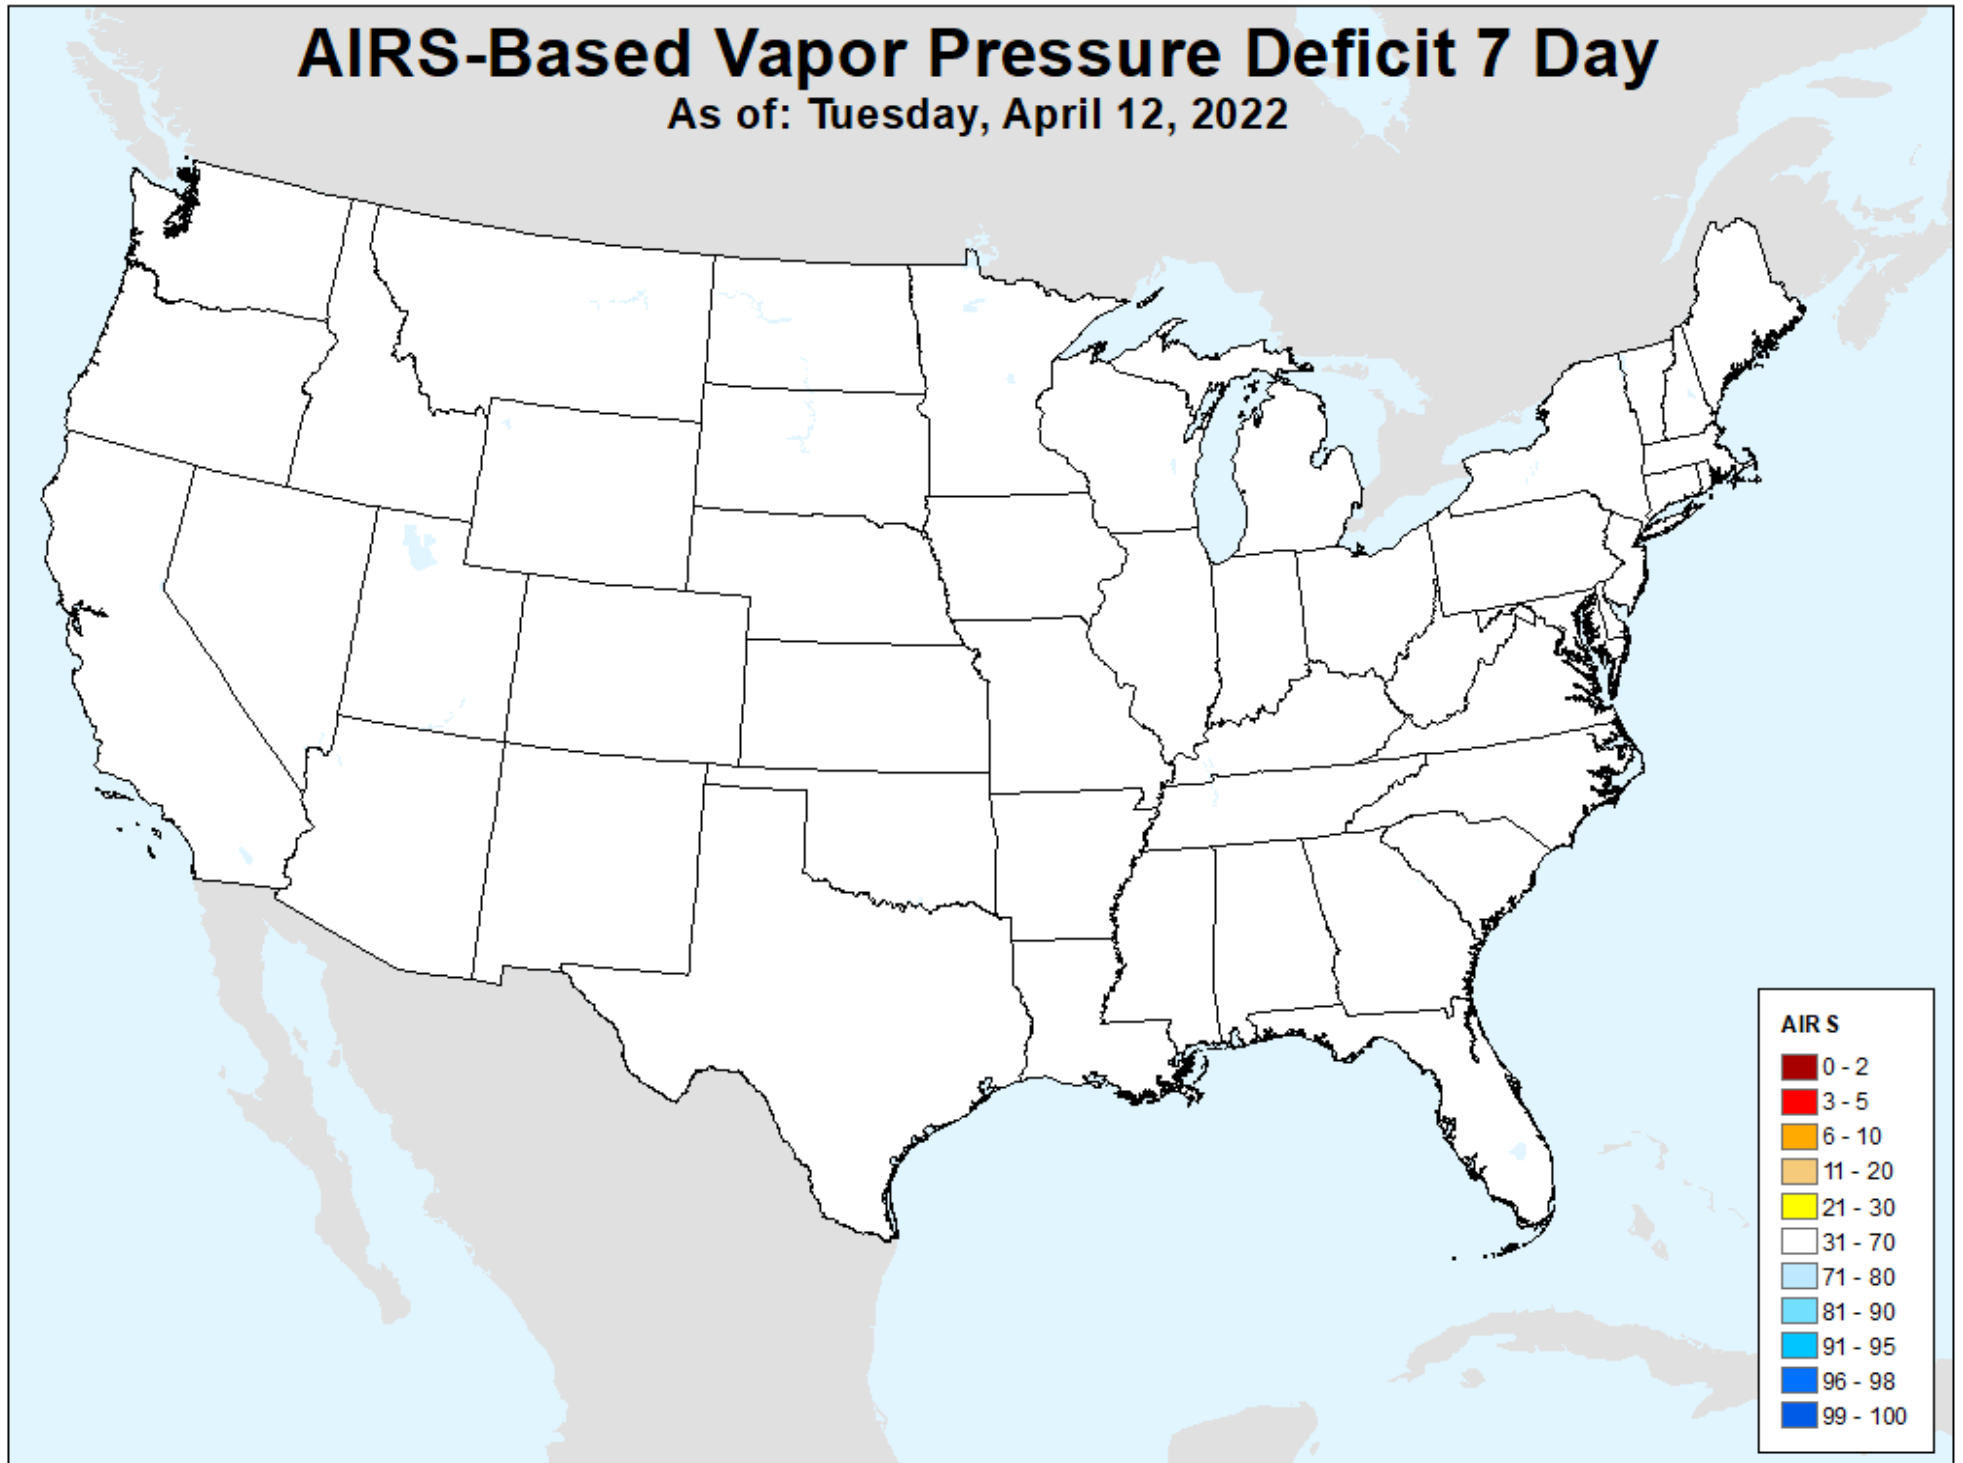 AIRS-Based Vapor Pressure Deficit 7 Day
As of: Tuesday, April 12, 2022
AIRS
0 - 2
3 - 5
6 - 10
11 - 20
21 - 30
31 - 70
71 - 80
81 - 90
91 - 95
96 - 98
99 - 100